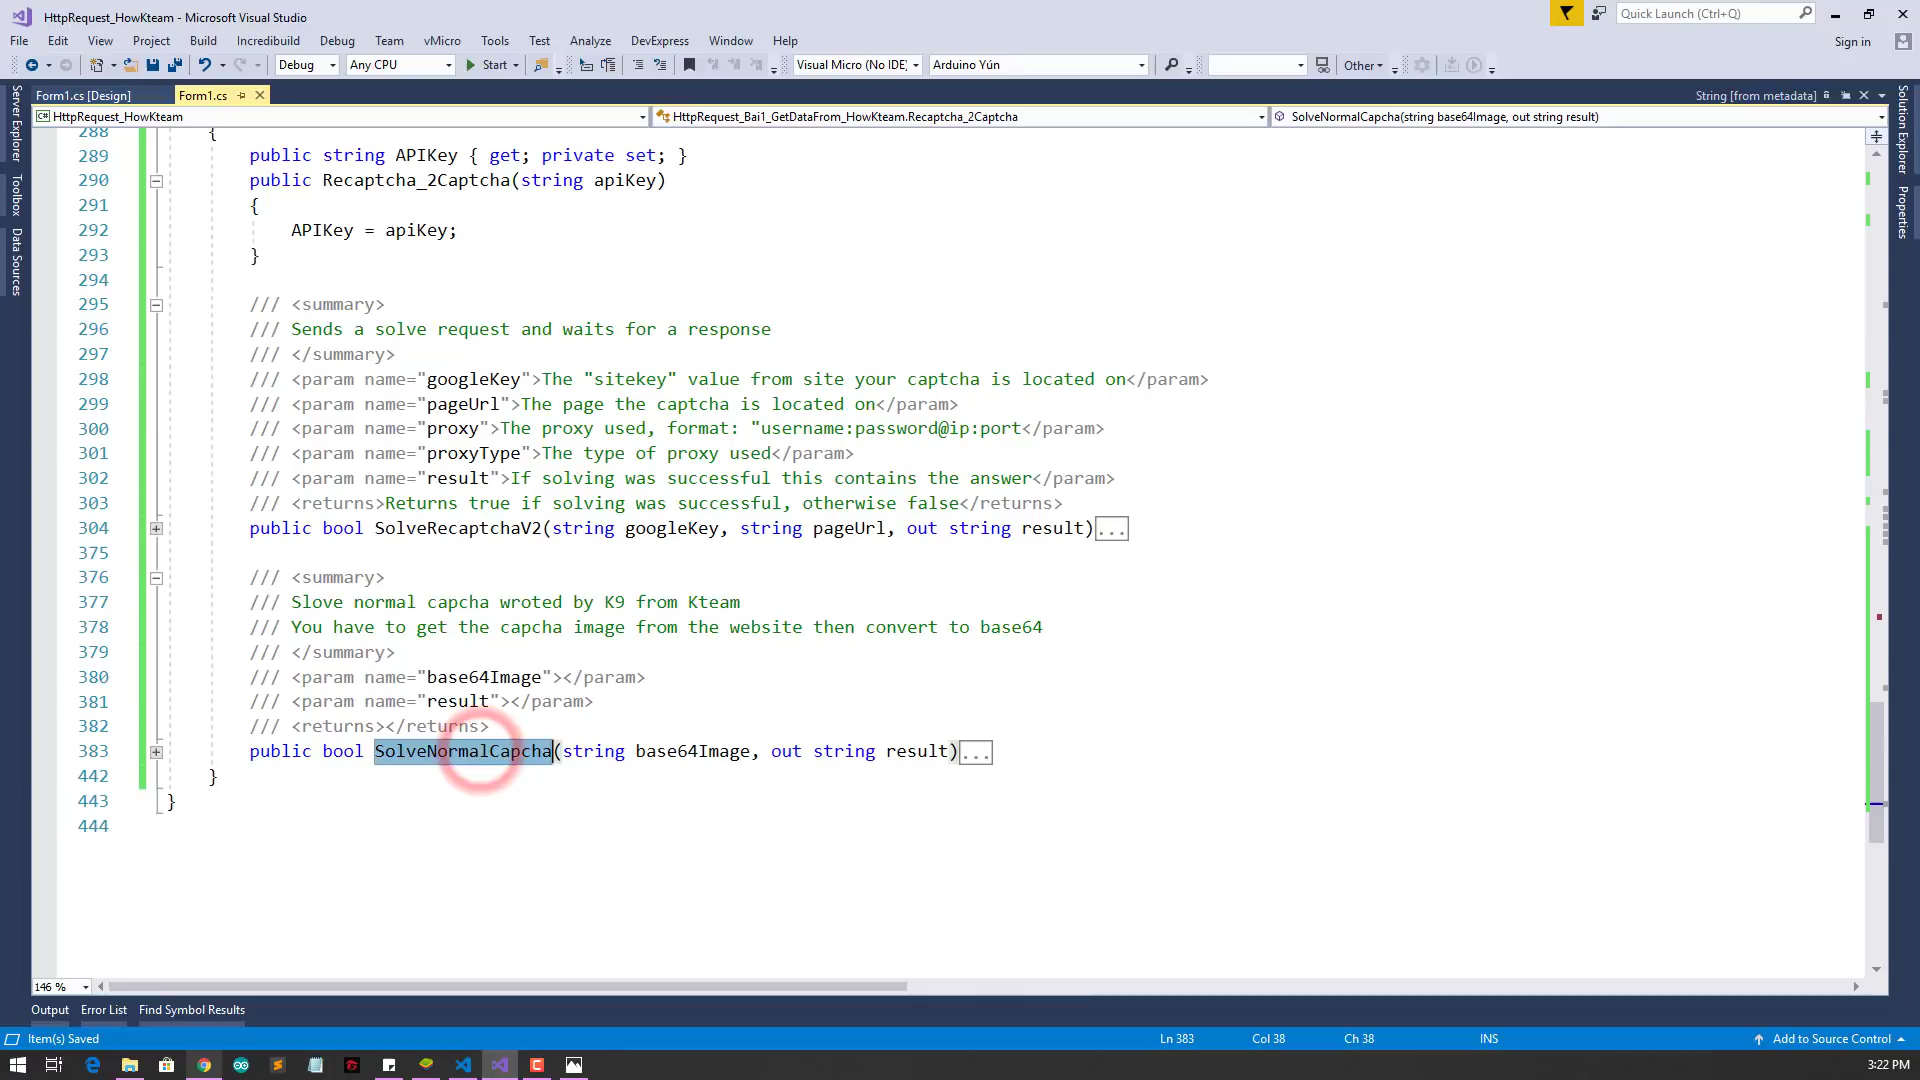 HttpRequest_HowKteam - Microsoft Visual Studio
Quick Launch (Ctrl+Q)
File Edit View Project Build Incredibuild Debug Team vMicro Tools Test Analyze DevExpress Window Help
Sign in
Debug Any CPU Start Visual Micro (No IDE) Arduino Yún Other
Form1.cs [Design] Form1.cs String [from metadata]
C# HttpRequest_HowKteam HttpRequest_Bai1_GetDataFrom_HowKteam.Recaptcha_2Captcha SolveNormalCapcha(string base64Image, out string result)
Server Explorer
Toolbox
Data Sources
Solution Explorer
Properties
288 {
289 public string APIKey { get; private set; }
290 public Recaptcha_2Captcha(string apiKey)
291 {
292 APIKey = apiKey;
293 }
294
295 /// <summary>
296 /// Sends a solve request and waits for a response
297 /// </summary>
298 /// <param name="googleKey">The "sitekey" value from site your captcha is located on</param>
299 /// <param name="pageUrl">The page the captcha is located on</param>
300 /// <param name="proxy">The proxy used, format: "username:password@ip:port</param>
301 /// <param name="proxyType">The type of proxy used</param>
302 /// <param name="result">If solving was successful this contains the answer</param>
303 /// <returns>Returns true if solving was successful, otherwise false</returns>
304 public bool SolveRecaptchaV2(string googleKey, string pageUrl, out string result)...
375
376 /// <summary>
377 /// Slove normal capcha wroted by K9 from Kteam
378 /// You have to get the capcha image from the website then convert to base64
379 /// </summary>
380 /// <param name="base64Image"></param>
381 /// <param name="result"></param>
382 /// <returns></returns>
383 public bool SolveNormalCapcha(string base64Image, out string result)...
442 }
443 }
444
146 %
Output Error List Find Symbol Results
Item(s) Saved Ln 383 Col 38 Ch 38 INS Add to Source Control
3:22 PM